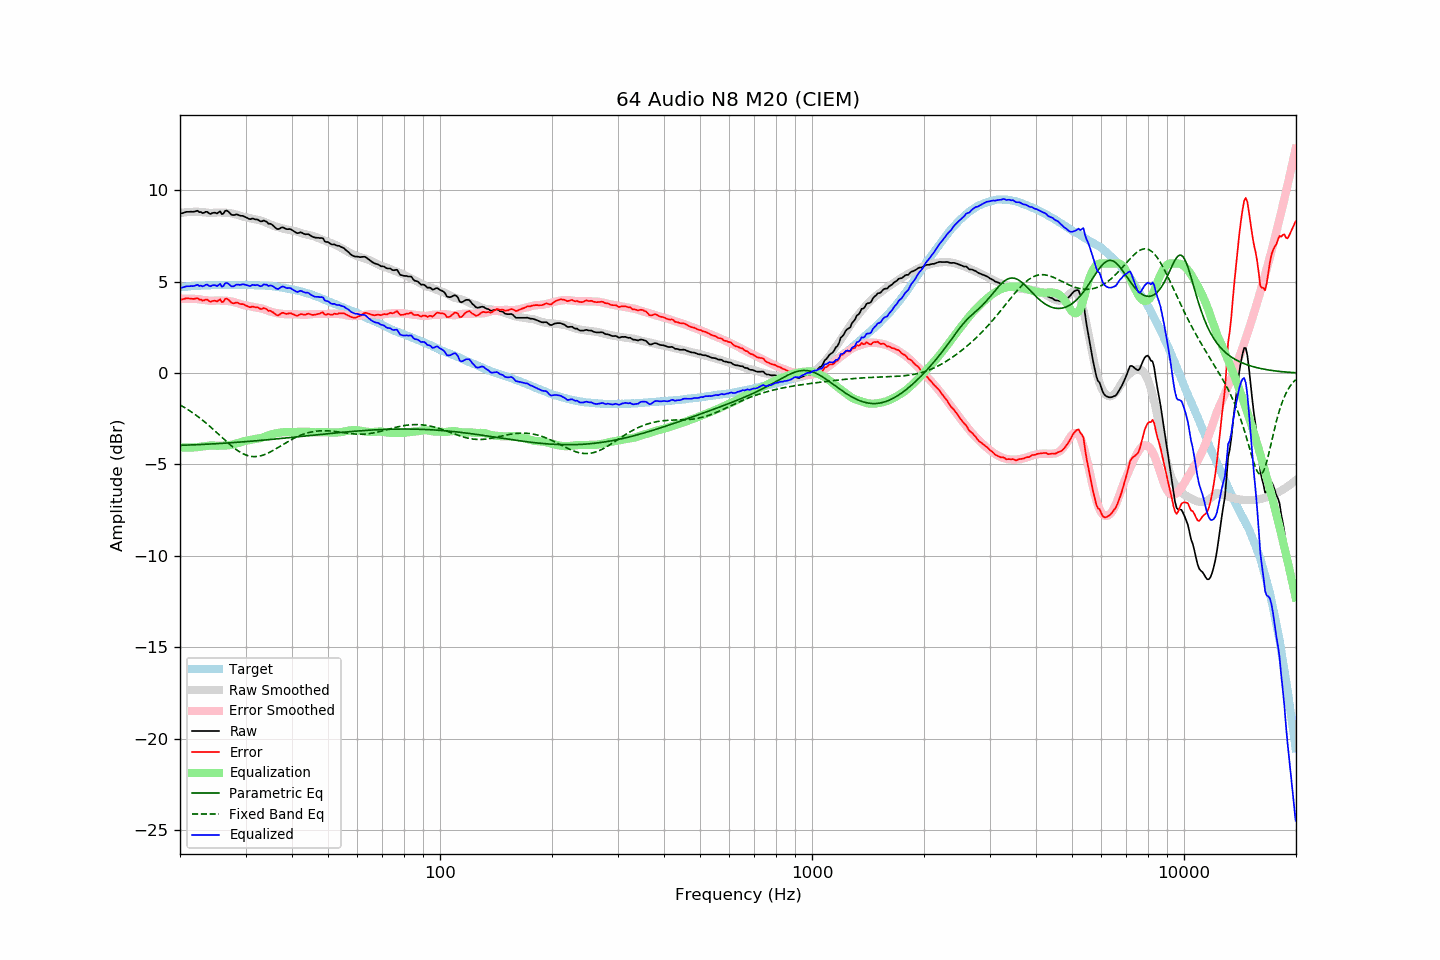 64 Audio N8 M20 (CIEM)
10
5
0
−5
−10
−15
−20
−25
Amplitude (dBr)
Target
Raw Smoothed
Error Smoothed
Raw
Error
Equalization
Parametric Eq
Fixed Band Eq
Equalized
100
1000
10000
Frequency (Hz)